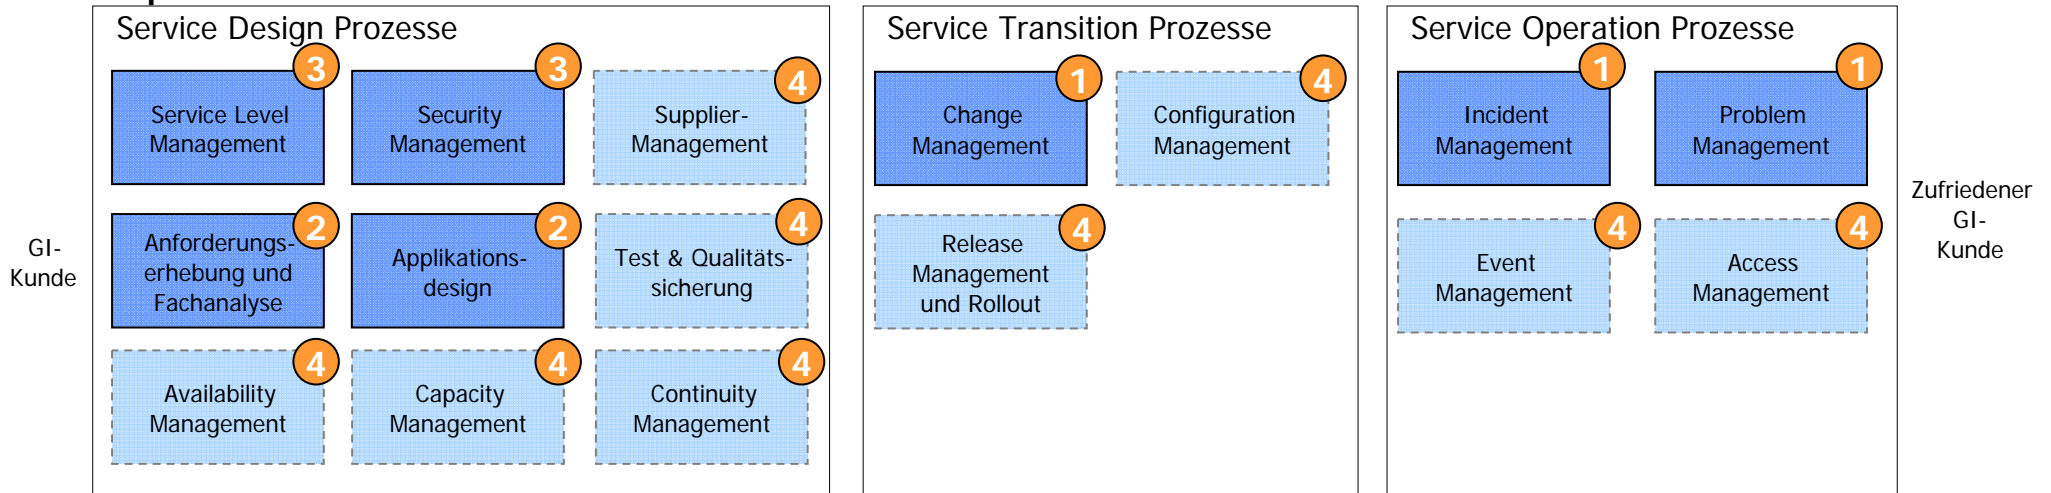 Service Design Prozesse
3
Service Level
Management
3
Security
Management
4
Supplier-
Management
2
Anforderungs-
erhebung und
Fachanalyse
2
Applikations-
design
4
Test & Qualitäts-
sicherung
4
Availability
Management
4
Capacity
Management
4
Continuity
Management
GI-
Kunde
Service Transition Prozesse
1
Change
Management
4
Configuration
Management
4
Release
Management
und Rollout
Service Operation Prozesse
1
Incident
Management
1
Problem
Management
4
Event
Management
4
Access
Management
Zufriedener
GI-
Kunde